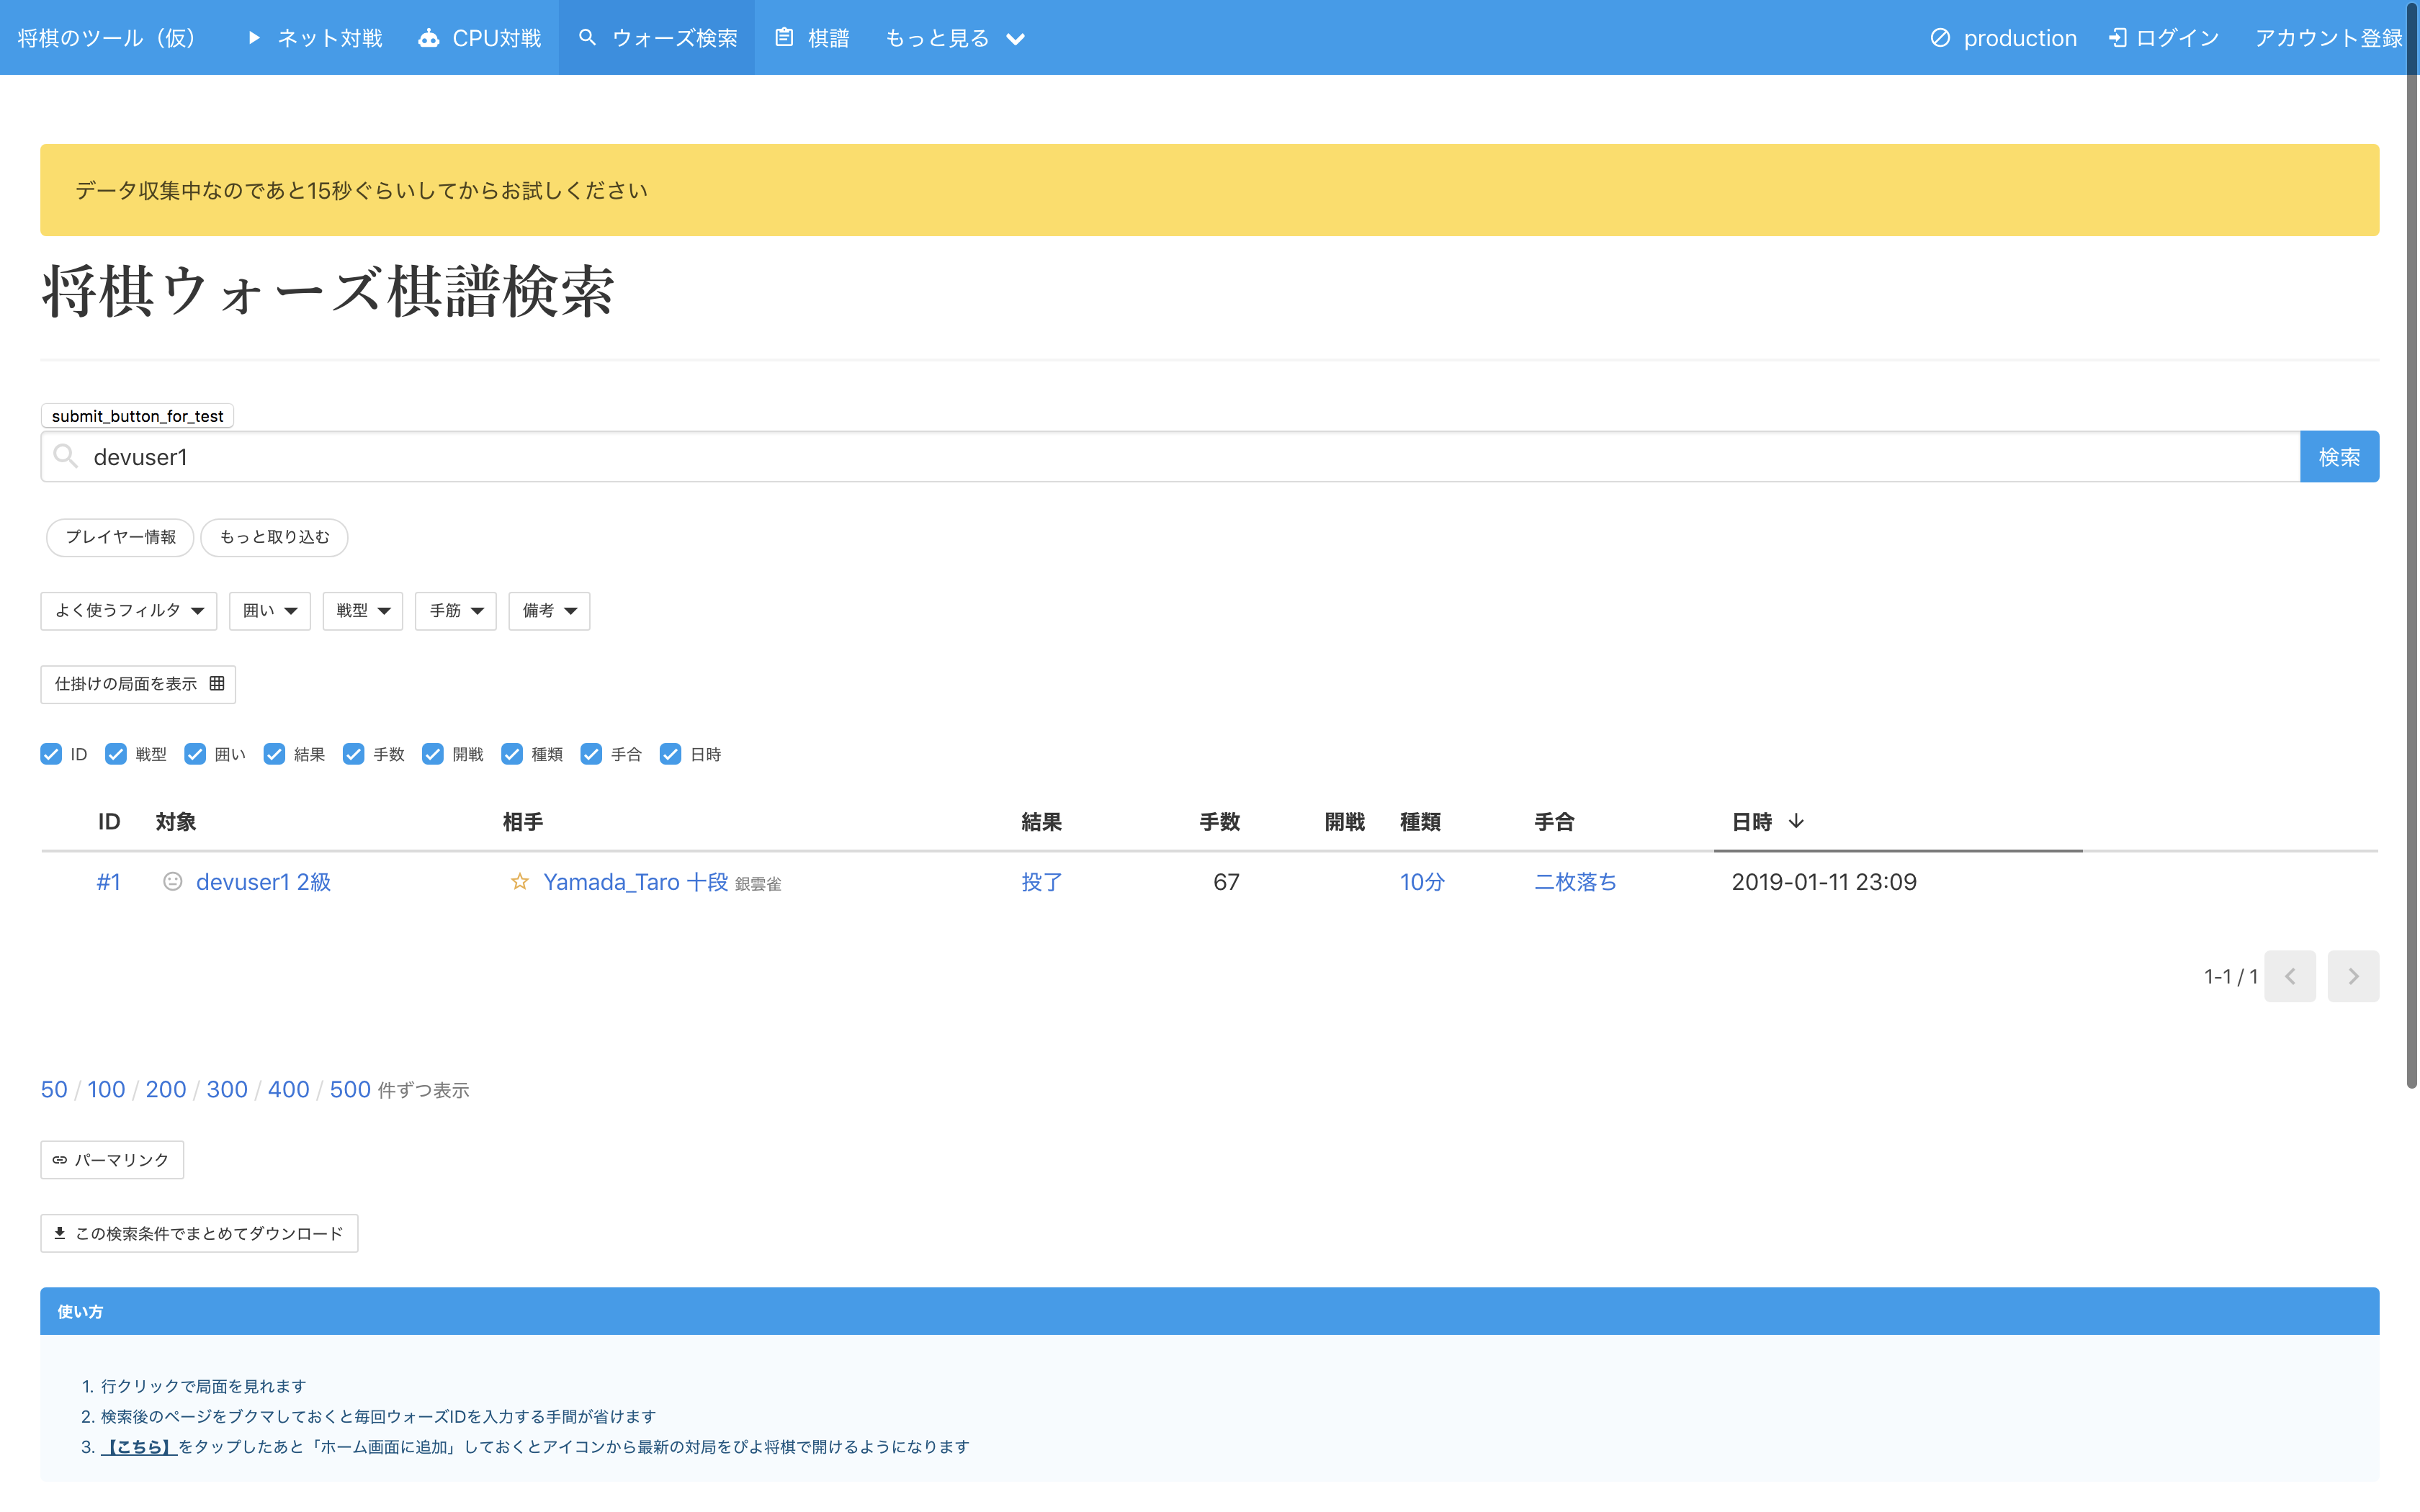 将棋のツール（仮） ネット対戦 CPU対戦 ウォーズ検索 棋譜 もっと見る production ログイン アカウント登録
データ収集中なのであと15秒ぐらいしてからお試しください
将棋ウォーズ棋譜検索
submit_button_for_test
devuser1 検索
プレイヤー情報 もっと取り込む
よく使うフィルタ 囲い 戦型 手筋 備考
仕掛けの局面を表示
ID 戦型 囲い 結果 手数 開戦 種類 手合 日時
ID 対象 相手 結果 手数 開戦 種類 手合 日時
#1 devuser1 2級 Yamada_Taro 十段 銀雲雀 投了 67 10分 二枚落ち 2019-01-11 23:09
1-1 / 1
50 / 100 / 200 / 300 / 400 / 500 件ずつ表示
パーマリンク
この検索条件でまとめてダウンロード
使い方
1. 行クリックで局面を見れます
2. 検索後のページをブクマしておくと毎回ウォーズIDを入力する手間が省けます
3. 【こちら】をタップしたあと「ホーム画面に追加」しておくとアイコンから最新の対局をぴよ将棋で開けるようになります